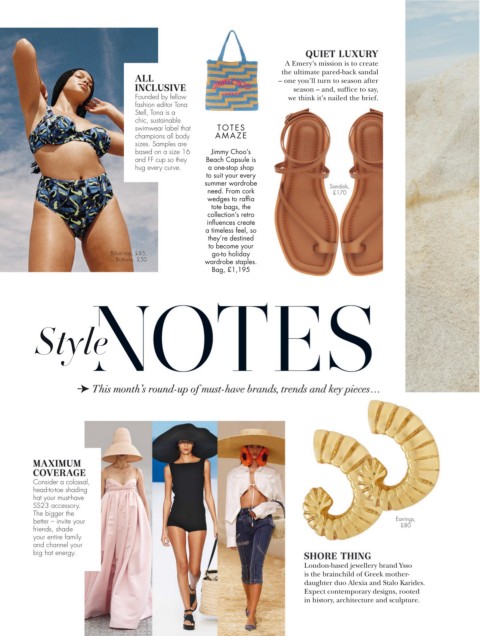 ALL
INCLUSIVE
Founded by fellow
fashion editor Tona
Stell, Tona is a
chic, sustainable
swimwear label that
champions all body
sizes. Samples are
based on a size 16
and FF cup so they
hug every curve.
Bikini top, £85,
Bottoms, £50
TOTES
AMAZE
Jimmy Choo's
Beach Capsule is
a one-stop shop
to suit your every
summer wardrobe
need. From cork
wedges to raffia
tote bags, the
collection's retro
influences create
a timeless feel, so
they're destined
to become your
go-to holiday
wardrobe staples.
Bag, £1,195
QUIET LUXURY
A Emery's mission is to create
the ultimate pared-back sandal
– one you'll turn to season after
season – and, suffice to say,
we think it's nailed the brief.
Sandals,
£170
Style NOTES
This month's round-up of must-have brands, trends and key pieces…
MAXIMUM
COVERAGE
Consider a colossal,
head-to-toe shading
hat your must-have
SS23 accessory.
The bigger the
better – invite your
friends, shade
your entire family
and channel your
big hat energy.
Earrings,
£80
SHORE THING
London-based jewellery brand Ysso
is the brainchild of Greek mother-
daughter duo Alexia and Stalo Karides.
Expect contemporary designs, rooted
in history, architecture and sculpture.